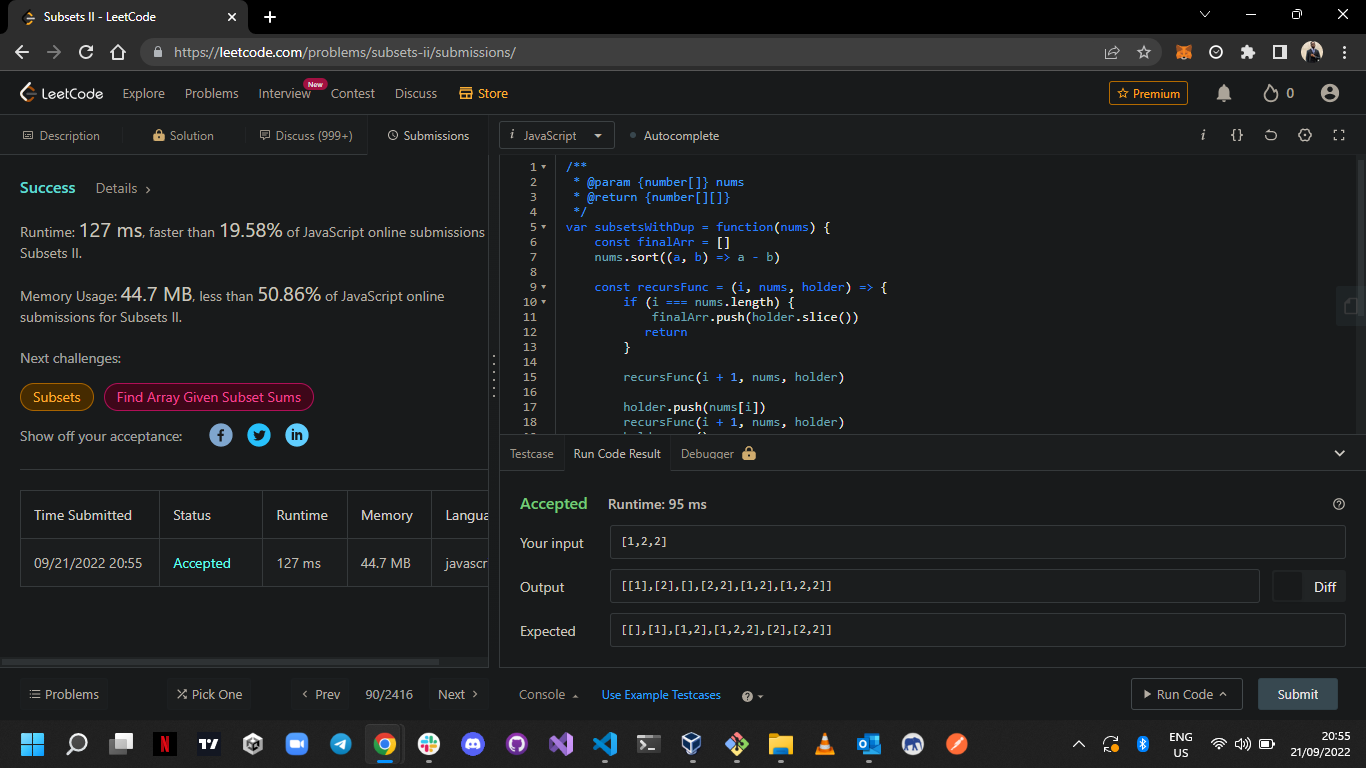 Subsets II - LeetCode
https://leetcode.com/problems/subsets-ii/submissions/
LeetCode Explore Problems Interview New Contest Discuss Store Premium 0
Description Solution Discuss (999+) Submissions
i JavaScript Autocomplete i {}
Success Details
Runtime: 127 ms, faster than 19.58% of JavaScript online submissions
Subsets II.
Memory Usage: 44.7 MB, less than 50.86% of JavaScript online
submissions for Subsets II.
Next challenges:
Subsets Find Array Given Subset Sums
Show off your acceptance:
Time Submitted Status Runtime Memory Langua
09/21/2022 20:55 Accepted 127 ms 44.7 MB javascr
1 /**
2 * @param {number[]} nums
3 * @return {number[][]}
4 */
5 var subsetsWithDup = function(nums) {
6 const finalArr = []
7 nums.sort((a, b) => a - b)
8
9 const recursFunc = (i, nums, holder) => {
10 if (i === nums.length) {
11 finalArr.push(holder.slice())
12 return
13 }
14
15 recursFunc(i + 1, nums, holder)
16
17 holder.push(nums[i])
18 recursFunc(i + 1, nums, holder)
Testcase Run Code Result Debugger
Accepted Runtime: 95 ms
Your input [1,2,2]
Output [[1],[2],[],[2,2],[1,2],[1,2,2]] Diff
Expected [[],[1],[1,2],[1,2,2],[2],[2,2]]
Problems Pick One Prev 90/2416 Next Console Use Example Testcases Run Code Submit
ENG
US
20:55
21/09/2022